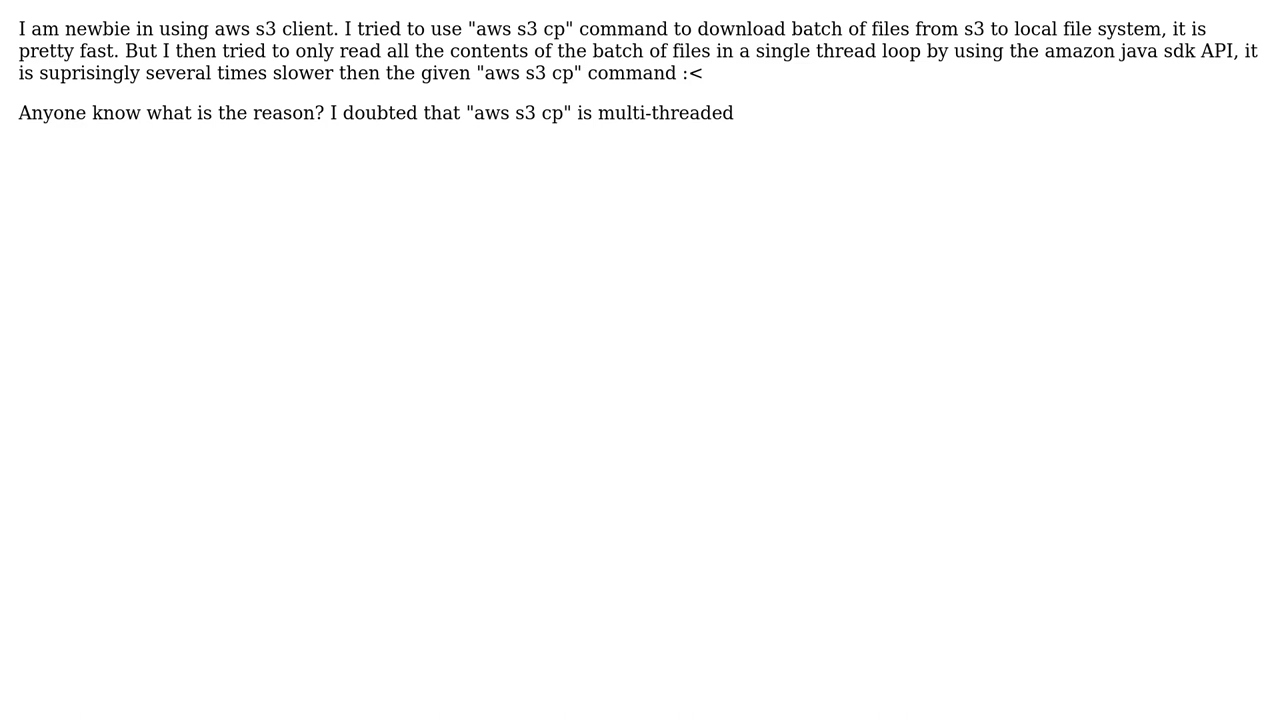 I am newbie in using aws s3 client. I tried to use "aws s3 cp" command to download batch of files from s3 to local file system, it is
pretty fast. But I then tried to only read all the contents of the batch of files in a single thread loop by using the amazon java sdk API, it
is suprisingly several times slower then the given "aws s3 cp" command :<
Anyone know what is the reason? I doubted that "aws s3 cp" is multi-threaded